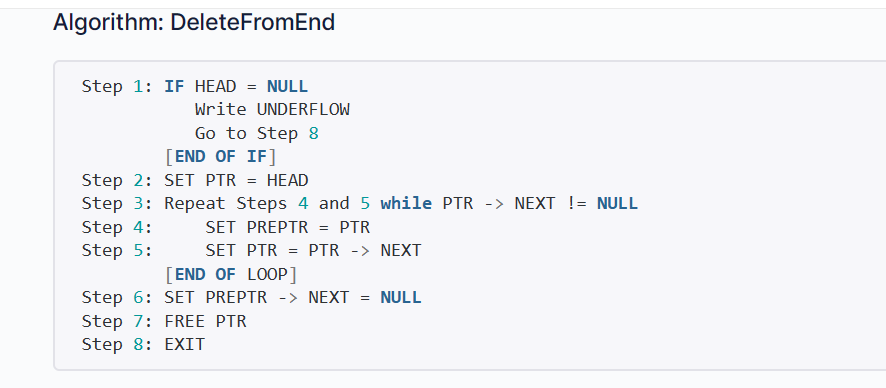 Algorithm: DeleteFromEnd
Step 1: IF HEAD = NULL
Write UNDERFLOW
Go to Step 8
[END OF IF]
Step 2: SET PTR = HEAD
Step 3: Repeat Steps 4 and 5 while PTR -> NEXT != NULL
Step 4: SET PREPTR = PTR
Step 5: SET PTR = PTR -> NEXT
[END OF LOOP]
Step 6: SET PREPTR -> NEXT = NULL
Step 7: FREE PTR
Step 8: EXIT